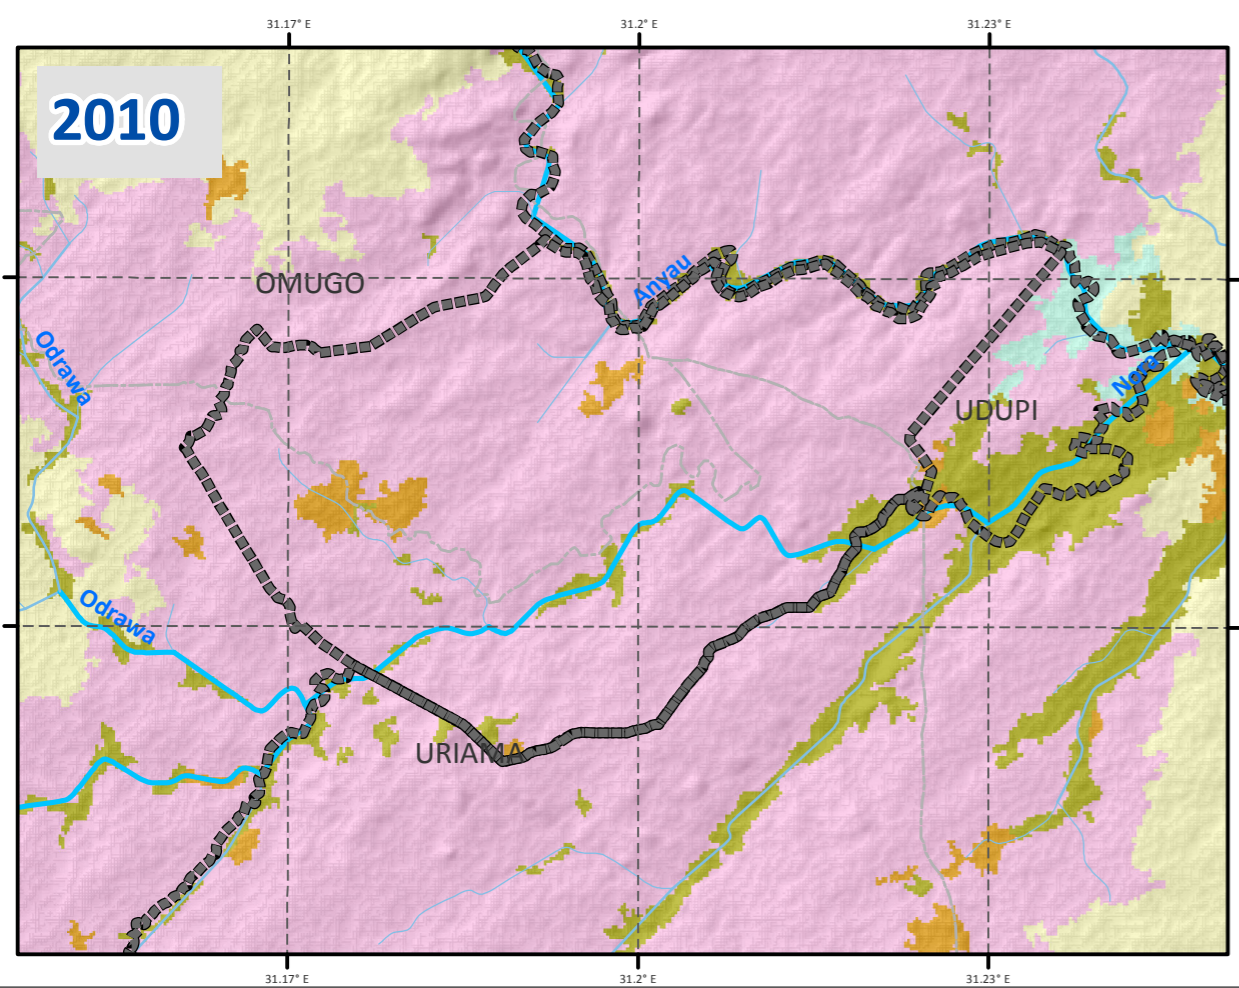 31.17° E
31.2° E
31.23° E
2010
OMUGO
Anyau
Odrawa
Nora
UDUPI
Odrawa
URIAMA
31.17° E
31.2° E
31.23° E